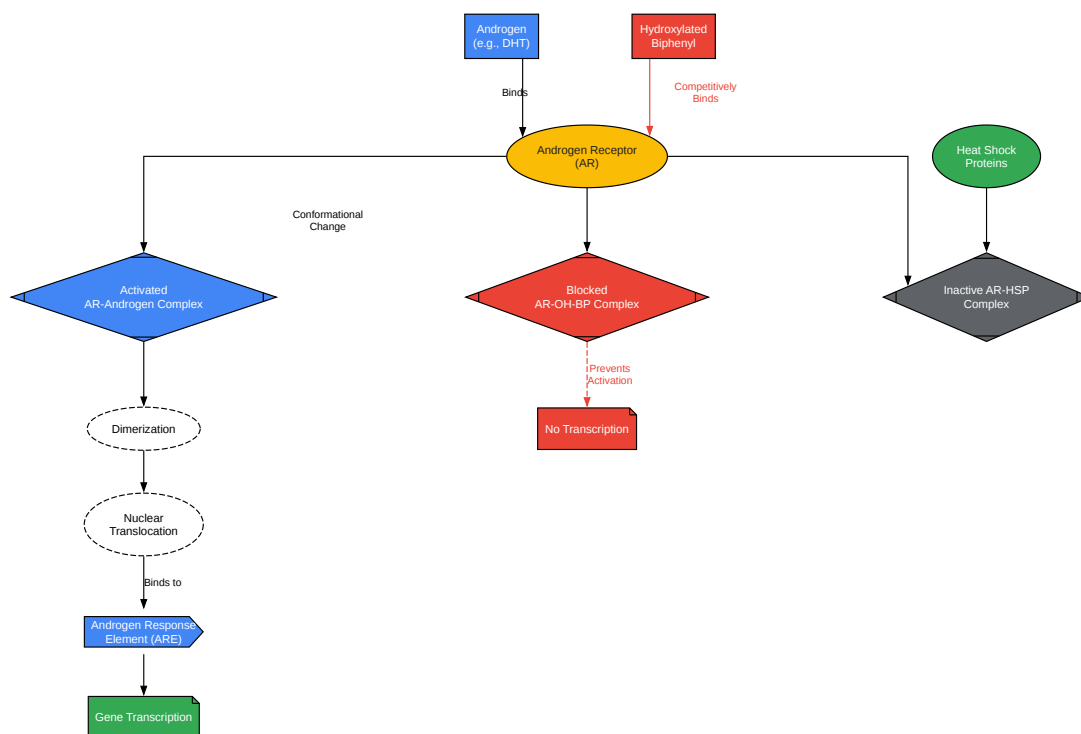 Androgen
(e.g., DHT)
Hydroxylated
Biphenyl
Binds
Competitively
Binds
Androgen Receptor
(AR)
Heat Shock
Proteins
Conformational
Change
Activated
AR-Androgen Complex
Blocked
AR-OH-BP Complex
Inactive AR-HSP
Complex
Prevents
Activation
Dimerization
No Transcription
Nuclear
Translocation
Binds to
Androgen Response
Element (ARE)
Gene Transcription